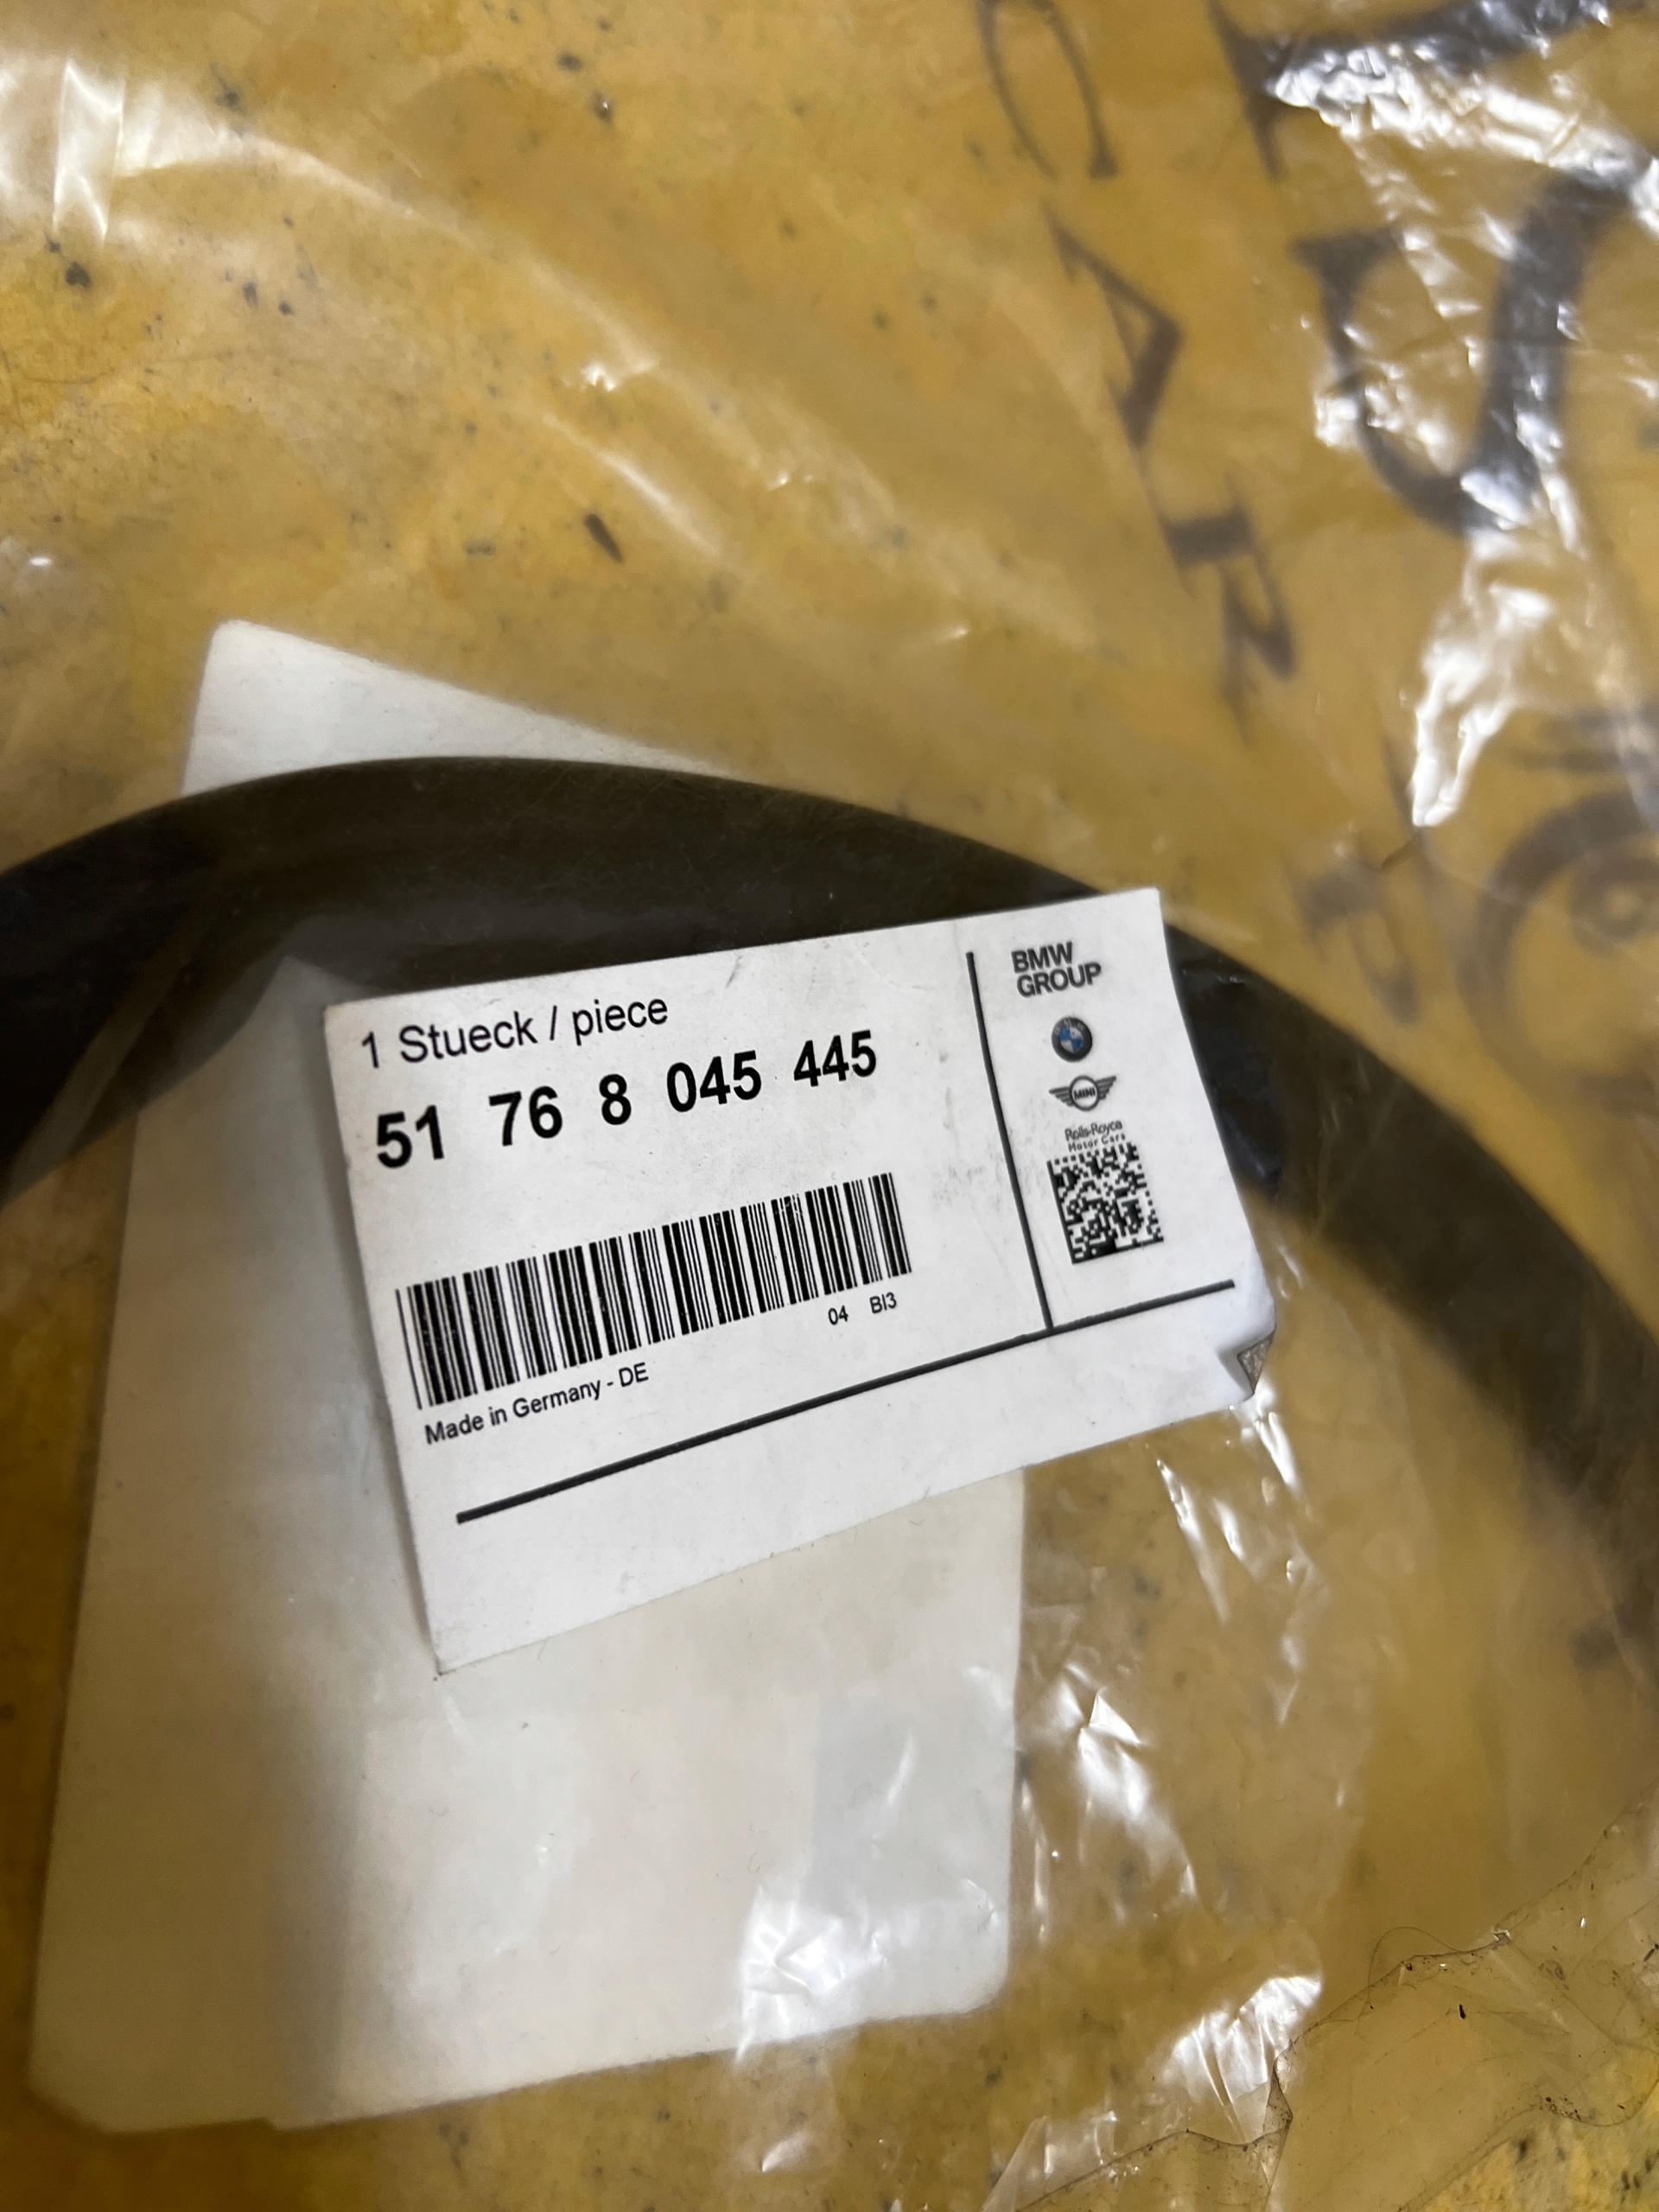 1 Stueck / piece
51 76 8 045 445
04 BI3
Made in Germany - DE
BMW
GROUP
MINI
Rolls-Royce
Motor Cars
CAR